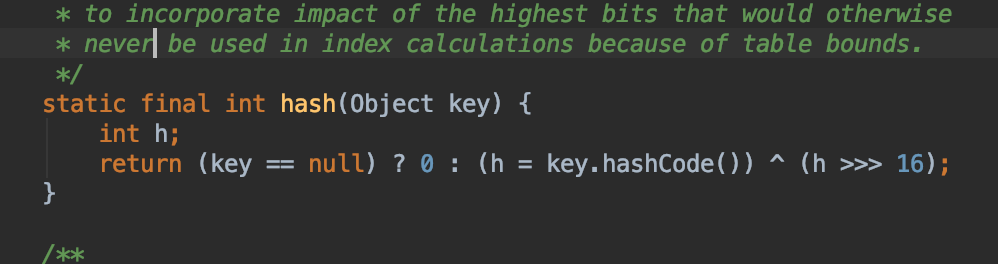 * to incorporate impact of the highest bits that would otherwise
* never be used in index calculations because of table bounds.
*/
static final int hash(Object key) {
int h;
return (key == null) ? 0 : (h = key.hashCode()) ^ (h >>> 16);
}
/**